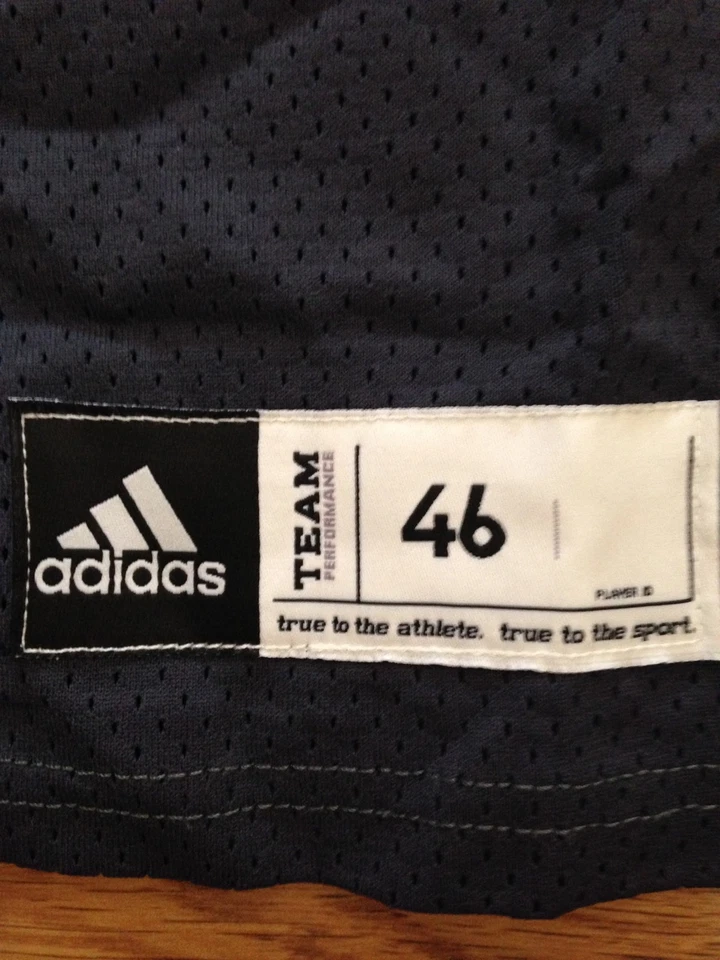 adidas
TEAM
PERFORMANCE
46
PLAYER ID
true to the athlete. true to the sport.